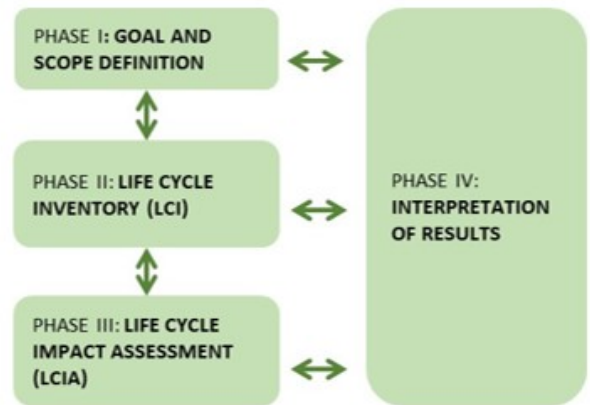 PHASE I: GOAL AND
SCOPE DEFINITION
PHASE II: LIFE CYCLE
INVENTORY (LCI)
PHASE III: LIFE CYCLE
IMPACT ASSESSMENT
(LCIA)
PHASE IV:
INTERPRETATION
OF RESULTS